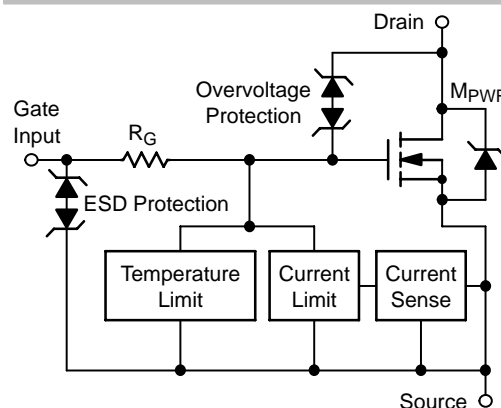 Drain
Overvoltage
Protection
MPWR
Gate
Input
RG
ESD Protection
Temperature
Limit
Current
Limit
Current
Sense
Source